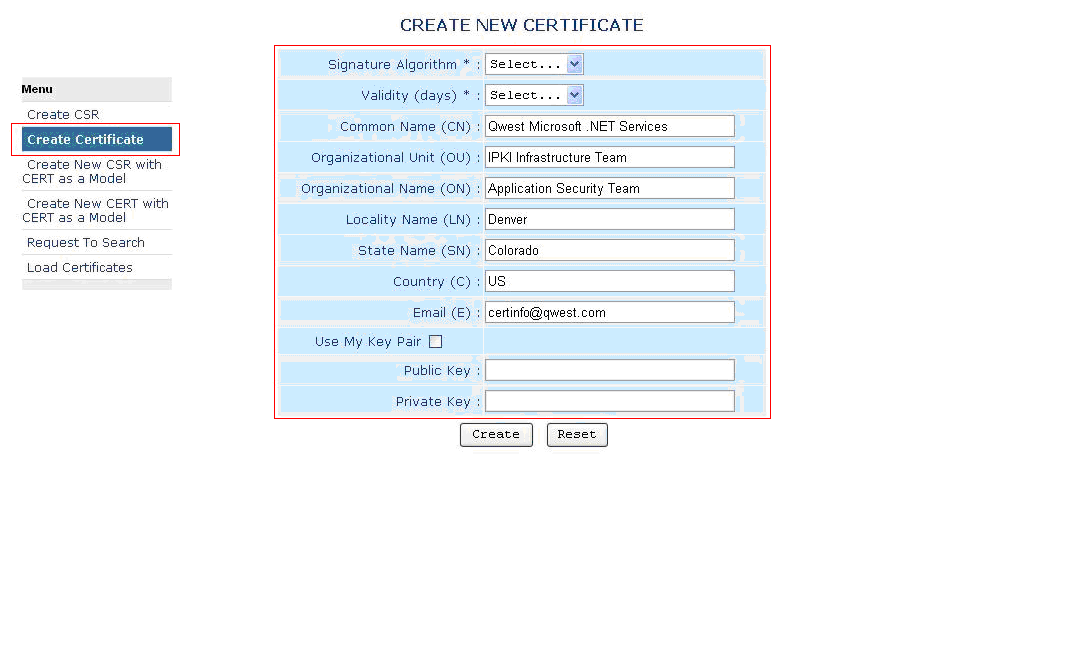 CREATE NEW CERTIFICATE
Menu
Create CSR
Create Certificate
Create New CSR with
CERT as a Model
Create New CERT with
CERT as a Model
Request To Search
Load Certificates
Signature Algorithm * : Select...
Validity (days) * : Select...
Common Name (CN) : Qwest Microsoft .NET Services
Organizational Unit (OU) : IPKI Infrastructure Team
Organizational Name (ON) : Application Security Team
Locality Name (LN) : Denver
State Name (SN) : Colorado
Country (C) : US
Email (E) : certinfo@qwest.com
Use My Key Pair
Public Key :
Private Key :
Create Reset